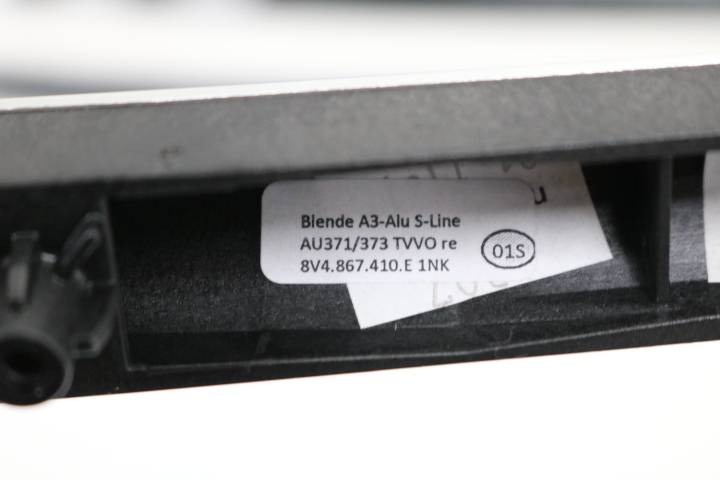 Blende A3-Alu S-Line
AU371/373 TVVO re
8V4.867.410.E 1NK
01S